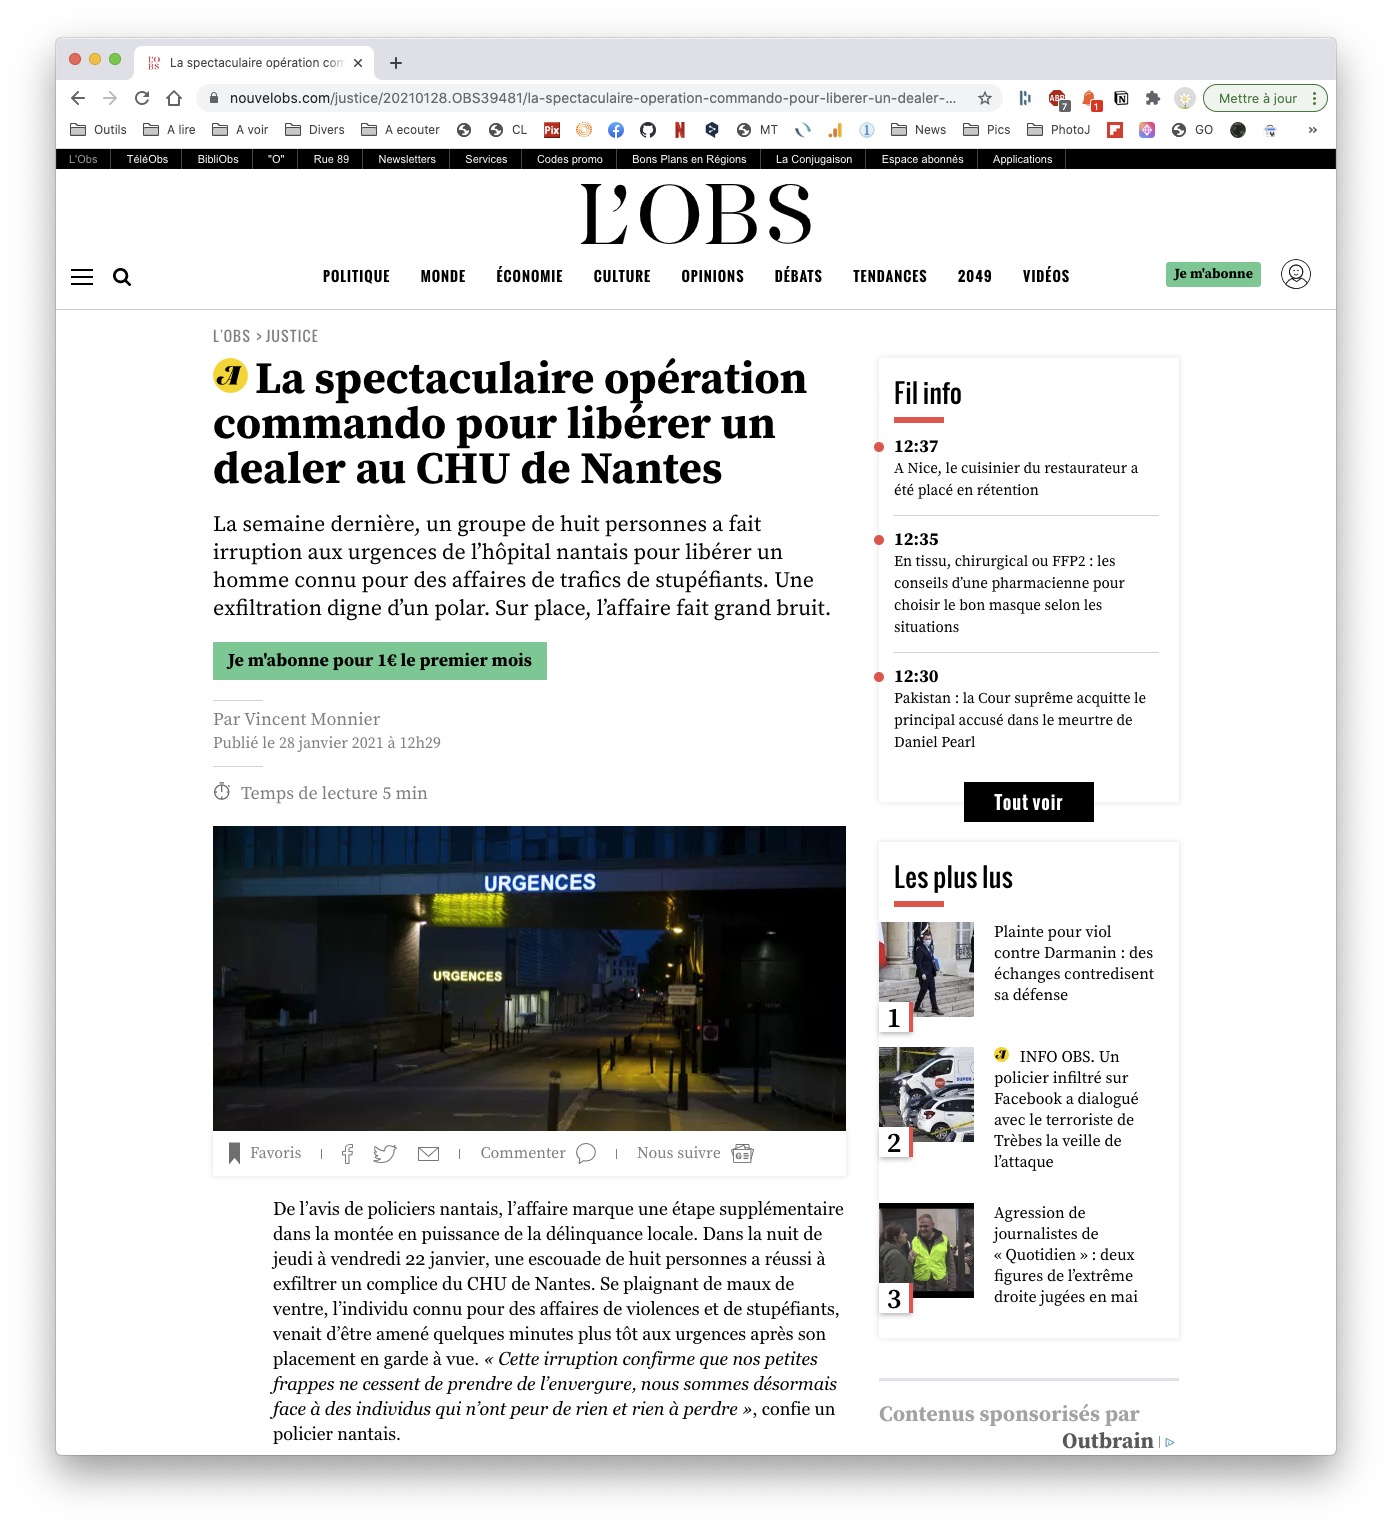 La spectaculaire opération com
nouvelobs.com/justice/20210128.OBS39481/la-spectaculaire-operation-commando-pour-liberer-un-dealer-...
ABP
7
1
Mettre à jour
Outils
A lire
A voir
Divers
A ecouter
CL
Pix
MT
News
Pics
PhotoJ
GO
»
L'Obs
TéléObs
BibliObs
"O"
Rue 89
Newsletters
Services
Codes promo
Bons Plans en Régions
La Conjugaison
Espace abonnés
Applications
L'OBS
POLITIQUE
MONDE
ÉCONOMIE
CULTURE
OPINIONS
DÉBATS
TENDANCES
2049
VIDÉOS
Je m'abonne
L'OBS > JUSTICE
La spectaculaire opération
commando pour libérer un
dealer au CHU de Nantes
La semaine dernière, un groupe de huit personnes a fait
irruption aux urgences de l’hôpital nantais pour libérer un
homme connu pour des affaires de trafics de stupéfiants. Une
exfiltration digne d’un polar. Sur place, l’affaire fait grand bruit.
Je m'abonne pour 1€ le premier mois
Par Vincent Monnier
Publié le 28 janvier 2021 à 12h29
Temps de lecture 5 min
URGENCES
URGENCES
Favoris
Commenter
Nous suivre
De l’avis de policiers nantais, l’affaire marque une étape supplémentaire
dans la montée en puissance de la délinquance locale. Dans la nuit de
jeudi à vendredi 22 janvier, une escouade de huit personnes a réussi à
exfiltrer un complice du CHU de Nantes. Se plaignant de maux de
ventre, l’individu connu pour des affaires de violences et de stupéfiants,
venait d’être amené quelques minutes plus tôt aux urgences après son
placement en garde à vue. « Cette irruption confirme que nos petites
frappes ne cessent de prendre de l’envergure, nous sommes désormais
face à des individus qui n’ont peur de rien et rien à perdre », confie un
policier nantais.
Fil info
12:37
A Nice, le cuisinier du restaurateur a
été placé en rétention
12:35
En tissu, chirurgical ou FFP2 : les
conseils d’une pharmacienne pour
choisir le bon masque selon les
situations
12:30
Pakistan : la Cour suprême acquitte le
principal accusé dans le meurtre de
Daniel Pearl
Tout voir
Les plus lus
1
Plainte pour viol
contre Darmanin : des
échanges contredisent
sa défense
2
INFO OBS. Un
policier infiltré sur
Facebook a dialogué
avec le terroriste de
Trèbes la veille de
l’attaque
3
Agression de
journalistes de
« Quotidien » : deux
figures de l’extrême
droite jugées en mai
Contenus sponsorisés par
Outbrain